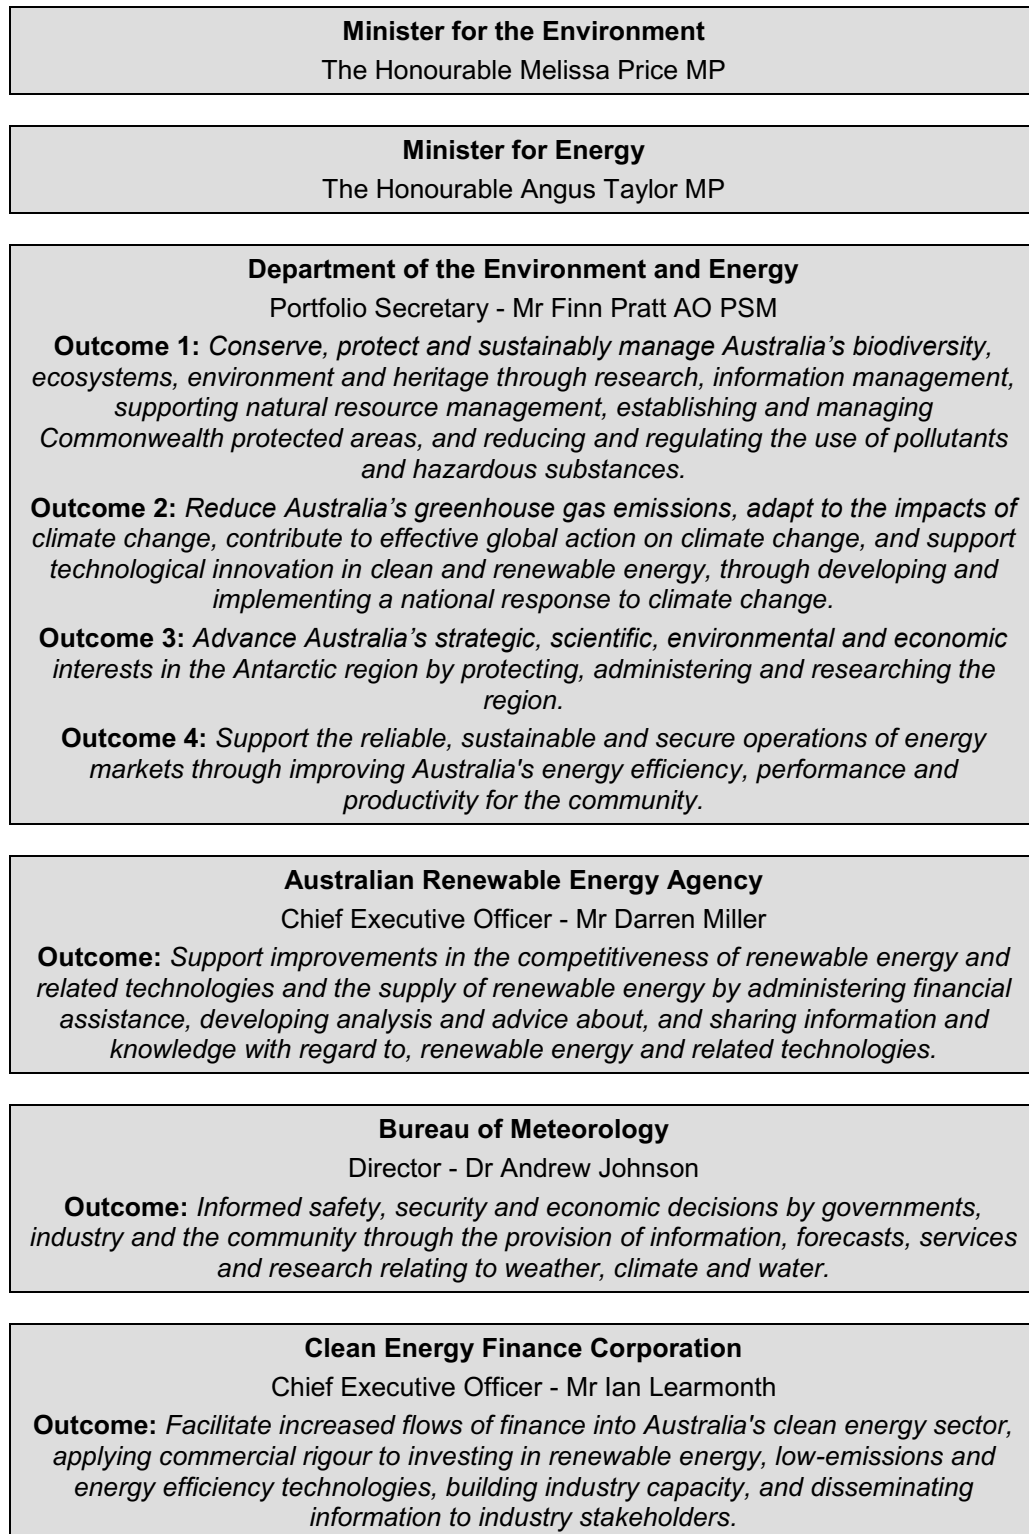 Minister for the Environment
The Honourable Melissa Price MP
Minister for Energy
The Honourable Angus Taylor MP
Department of the Environment and Energy
Portfolio Secretary - Mr Finn Pratt AO PSM
Outcome 1: Conserve, protect and sustainably manage Australia’s biodiversity,
ecosystems, environment and heritage through research, information management,
supporting natural resource management, establishing and managing
Commonwealth protected areas, and reducing and regulating the use of pollutants
and hazardous substances.
Outcome 2: Reduce Australia’s greenhouse gas emissions, adapt to the impacts of
climate change, contribute to effective global action on climate change, and support
technological innovation in clean and renewable energy, through developing and
implementing a national response to climate change.
Outcome 3: Advance Australia’s strategic, scientific, environmental and economic
interests in the Antarctic region by protecting, administering and researching the
region.
Outcome 4: Support the reliable, sustainable and secure operations of energy
markets through improving Australia's energy efficiency, performance and
productivity for the community.
Australian Renewable Energy Agency
Chief Executive Officer - Mr Darren Miller
Outcome: Support improvements in the competitiveness of renewable energy and
related technologies and the supply of renewable energy by administering financial
assistance, developing analysis and advice about, and sharing information and
knowledge with regard to, renewable energy and related technologies.
Bureau of Meteorology
Director - Dr Andrew Johnson
Outcome: Informed safety, security and economic decisions by governments,
industry and the community through the provision of information, forecasts, services
and research relating to weather, climate and water.
Clean Energy Finance Corporation
Chief Executive Officer - Mr Ian Learmonth
Outcome: Facilitate increased flows of finance into Australia's clean energy sector,
applying commercial rigour to investing in renewable energy, low-emissions and
energy efficiency technologies, building industry capacity, and disseminating
information to industry stakeholders.